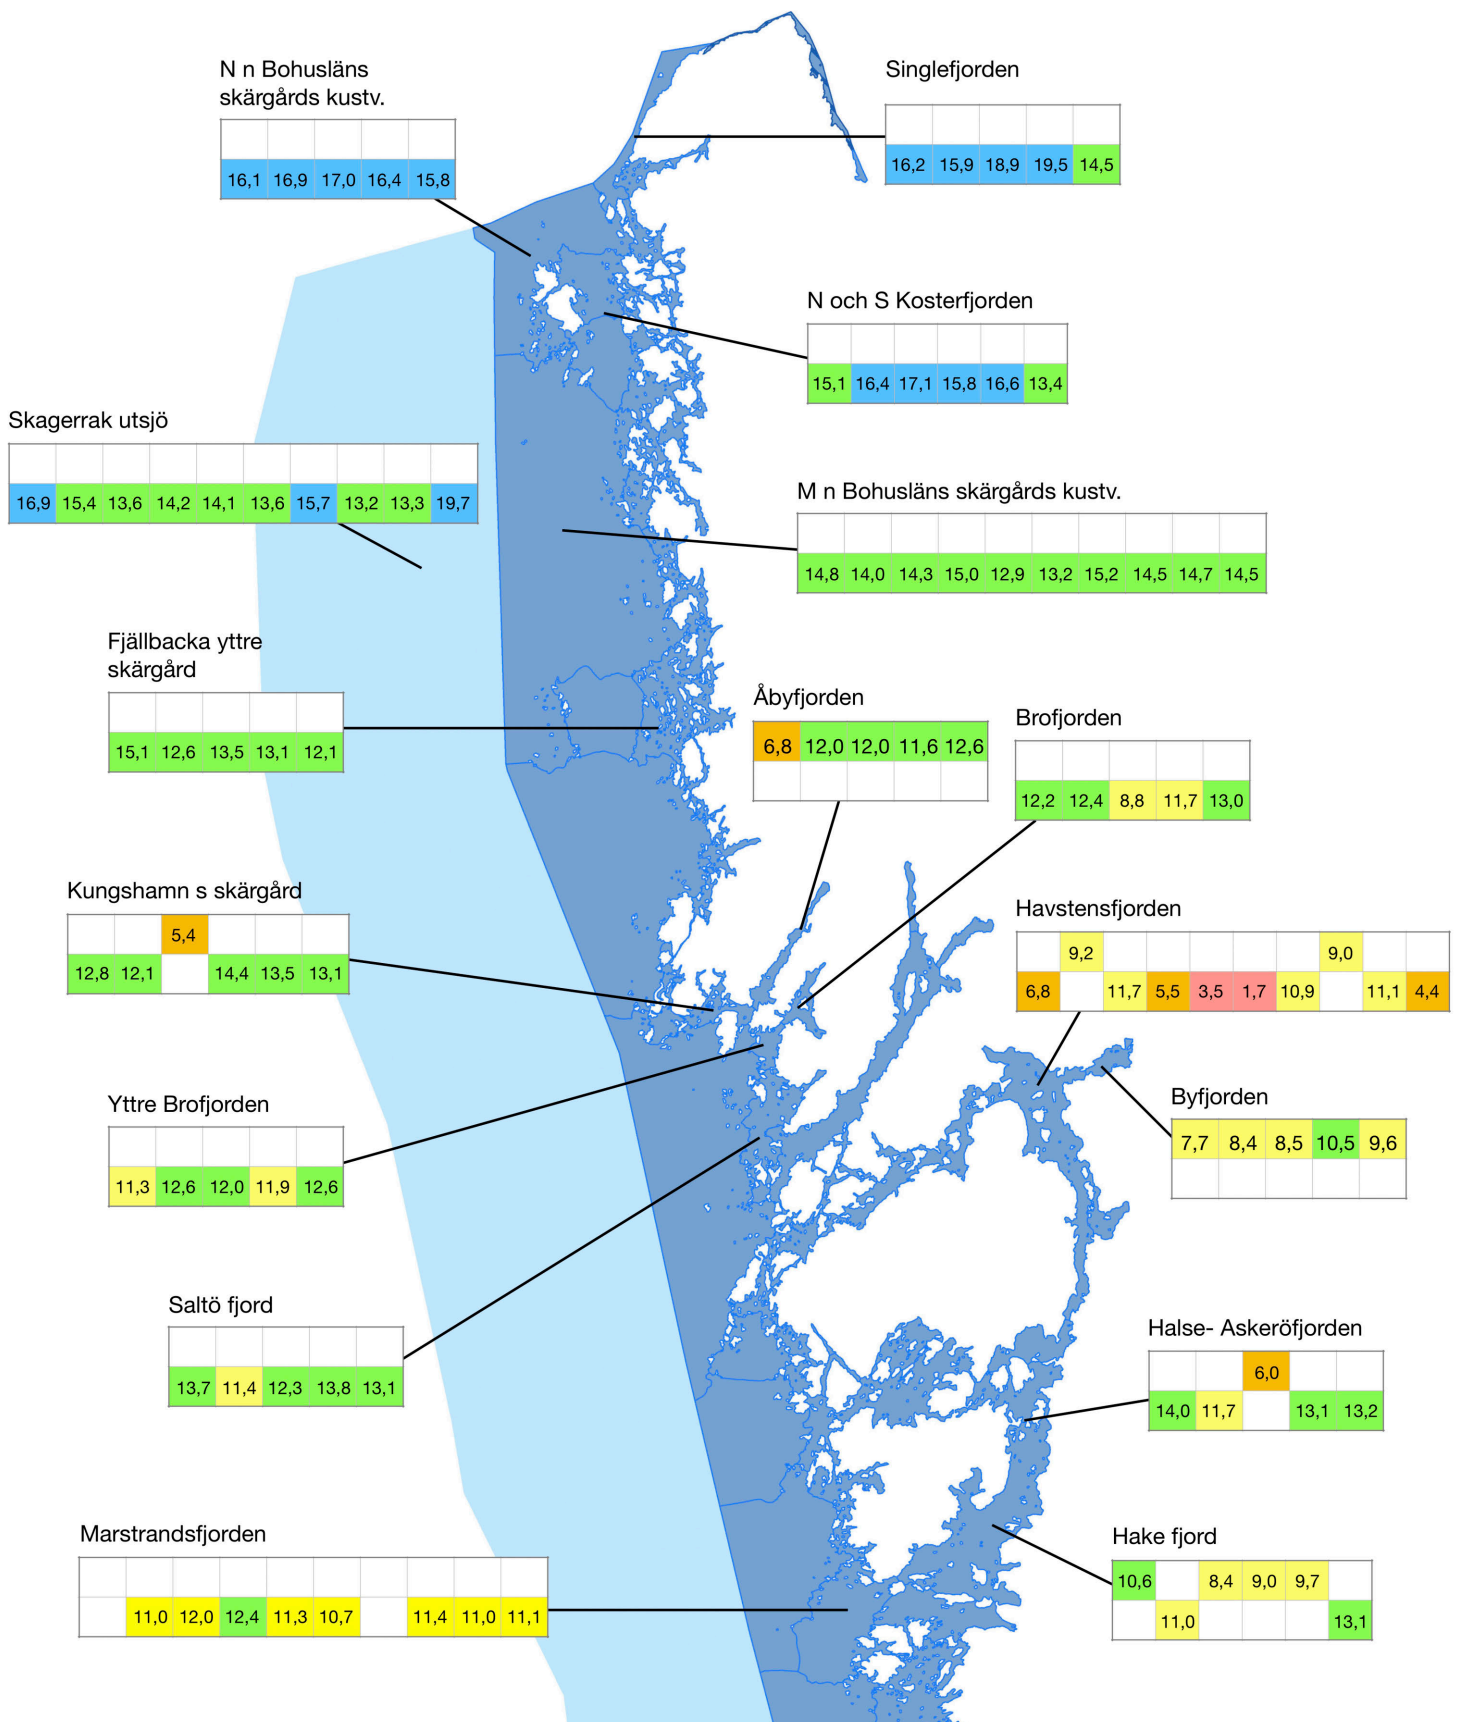 N n Bohusläns
skärgårds kustv.
16,1 16,9 17,0 16,4 15,8
Singlefjorden
16,2 15,9 18,9 19,5 14,5
N och S Kosterfjorden
15,1 16,4 17,1 15,8 16,6 13,4
Skagerrak utsjö
16,9 15,4 13,6 14,2 14,1 13,6 15,7 13,2 13,3 19,7
M n Bohusläns skärgårds kustv.
14,8 14,0 14,3 15,0 12,9 13,2 15,2 14,5 14,7 14,5
Fjällbacka yttre
skärgård
15,1 12,6 13,5 13,1 12,1
Åbyfjorden
6,8 12,0 12,0 11,6 12,6
Brofjorden
12,2 12,4 8,8 11,7 13,0
Kungshamn s skärgård
5,4
12,8 12,1 14,4 13,5 13,1
Havstensfjorden
9,2 9,0
6,8 11,7 5,5 3,5 1,7 10,9 11,1 4,4
Yttre Brofjorden
11,3 12,6 12,0 11,9 12,6
Byfjorden
7,7 8,4 8,5 10,5 9,6
Saltö fjord
13,7 11,4 12,3 13,8 13,1
Halse- Askeröfjorden
6,0
14,0 11,7 13,1 13,2
Marstrandsfjorden
11,0 12,0 12,4 11,3 10,7 11,4 11,0 11,1
Hake fjord
10,6 8,4 9,0 9,7
11,0 13,1